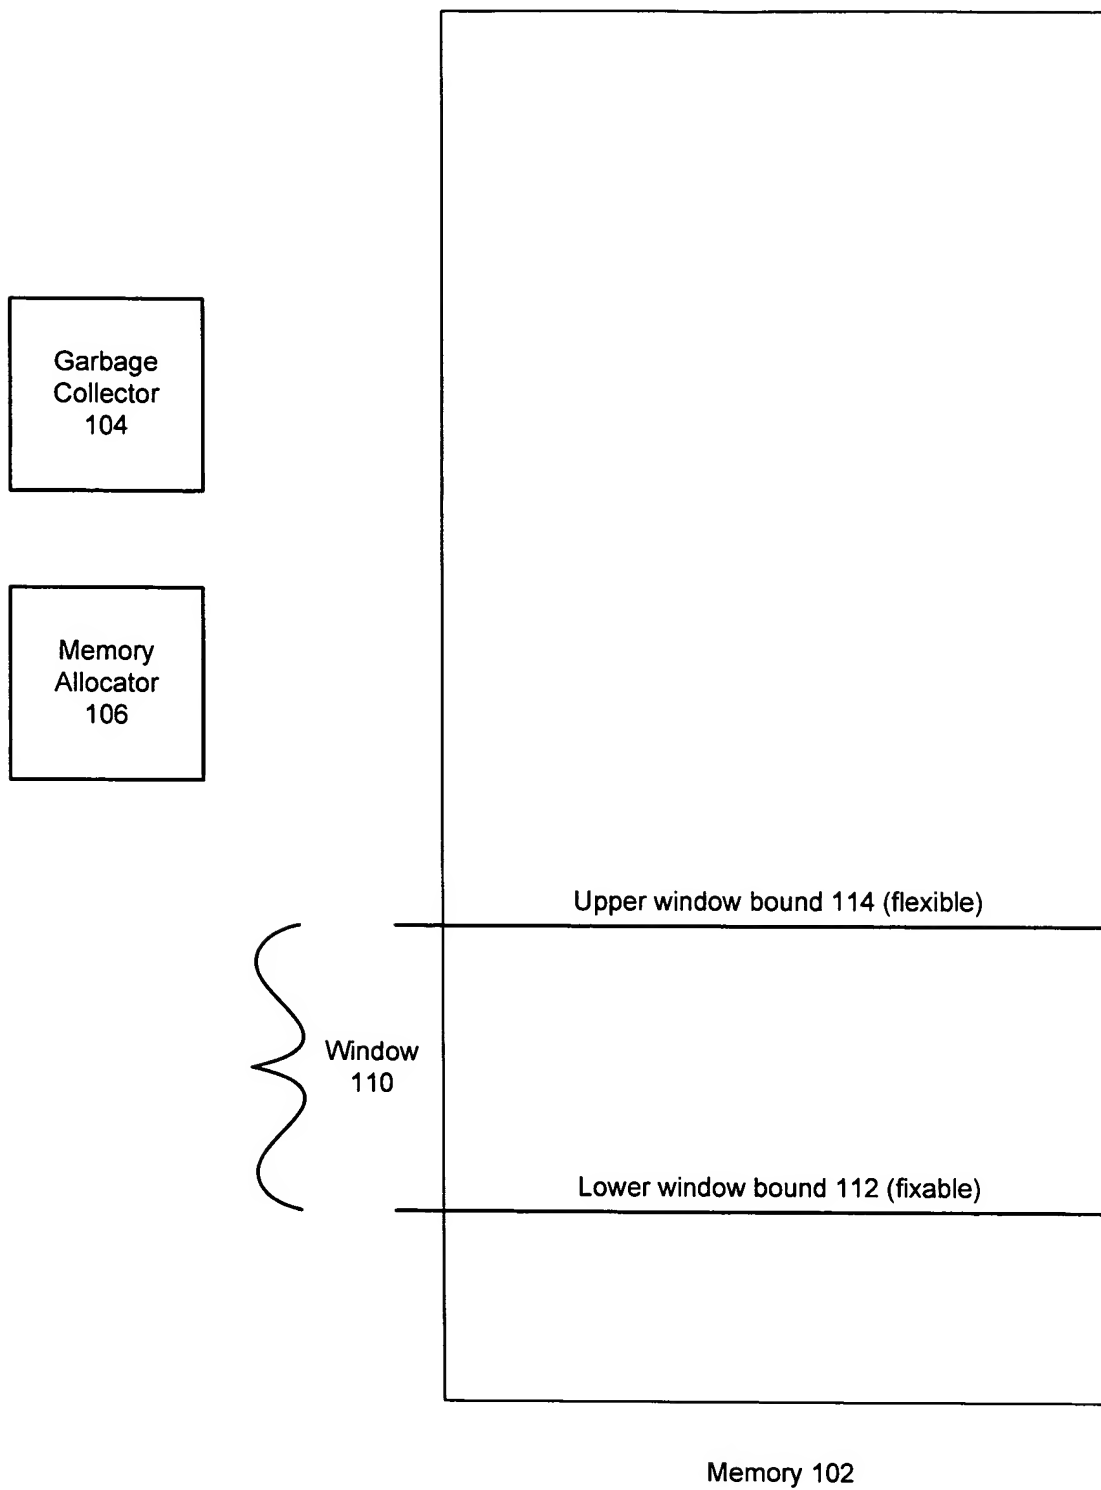 Garbage
Collector
104
Memory
Allocator
106
Upper window bound 114 (flexible)
Window
110
Lower window bound 112 (fixable)
Memory 102